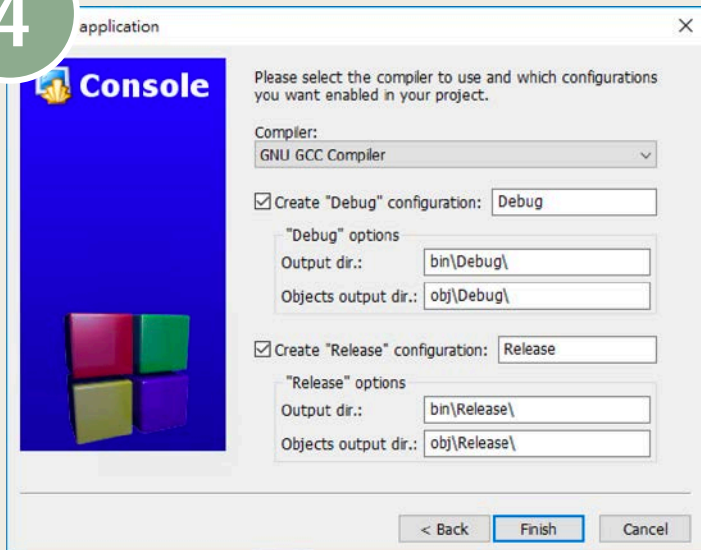 4
application
Console
Please select the compiler to use and which configurations
you want enabled in your project.
Compiler:
GNU GCC Compiler
Create "Debug" configuration: Debug
"Debug" options
Output dir.: bin\Debug\
Objects output dir.: obj\Debug\
Create "Release" configuration: Release
"Release" options
Output dir.: bin\Release\
Objects output dir.: obj\Release\
< Back Finish Cancel